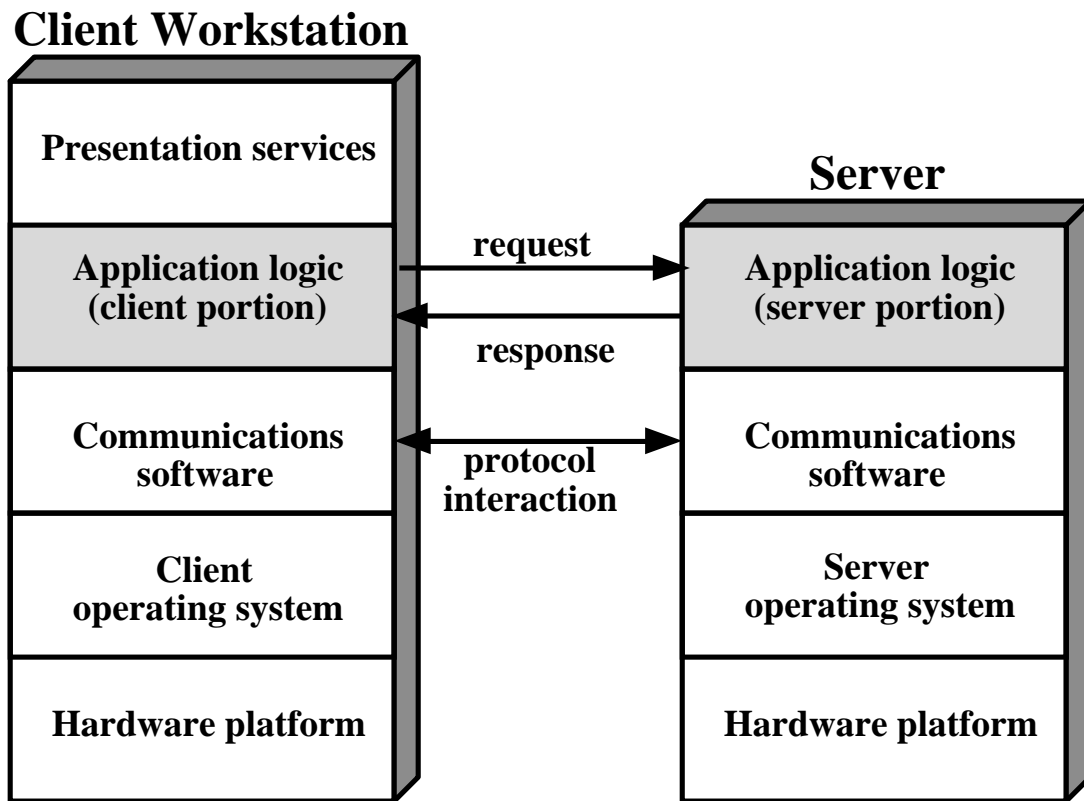 Client Workstation
Presentation services
Application logic
(client portion)
Communications
software
Client
operating system
Hardware platform
request
response
protocol
interaction
Server
Application logic
(server portion)
Communications
software
Server
operating system
Hardware platform